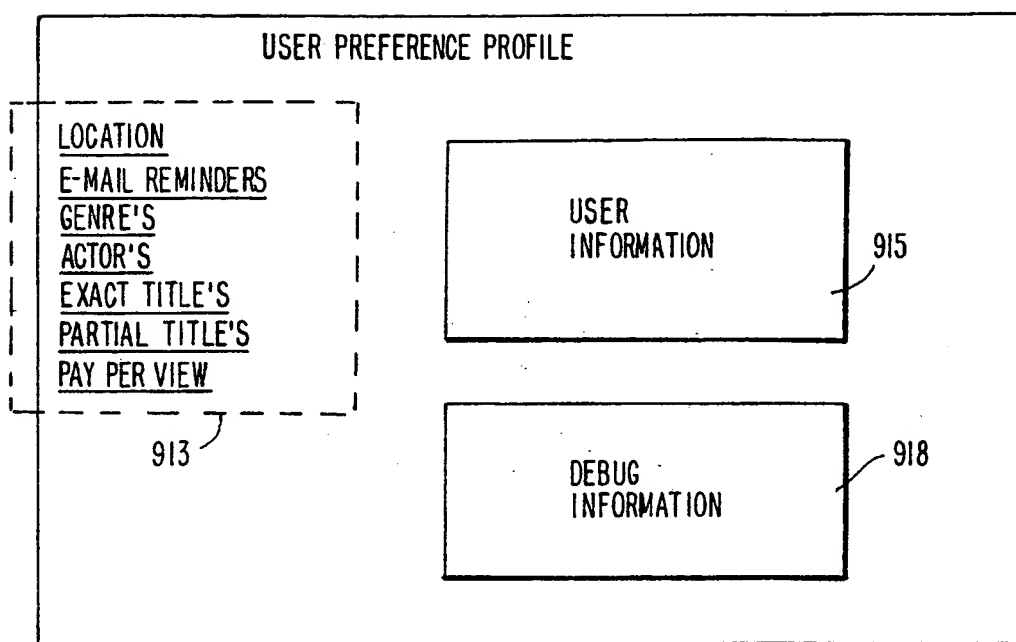 USER PREFERENCE PROFILE
LOCATION
E-MAIL REMINDERS
GENRE'S
ACTOR'S
EXACT TITLE'S
PARTIAL TITLE'S
PAY PER VIEW
913
USER
INFORMATION
915
DEBUG
INFORMATION
918